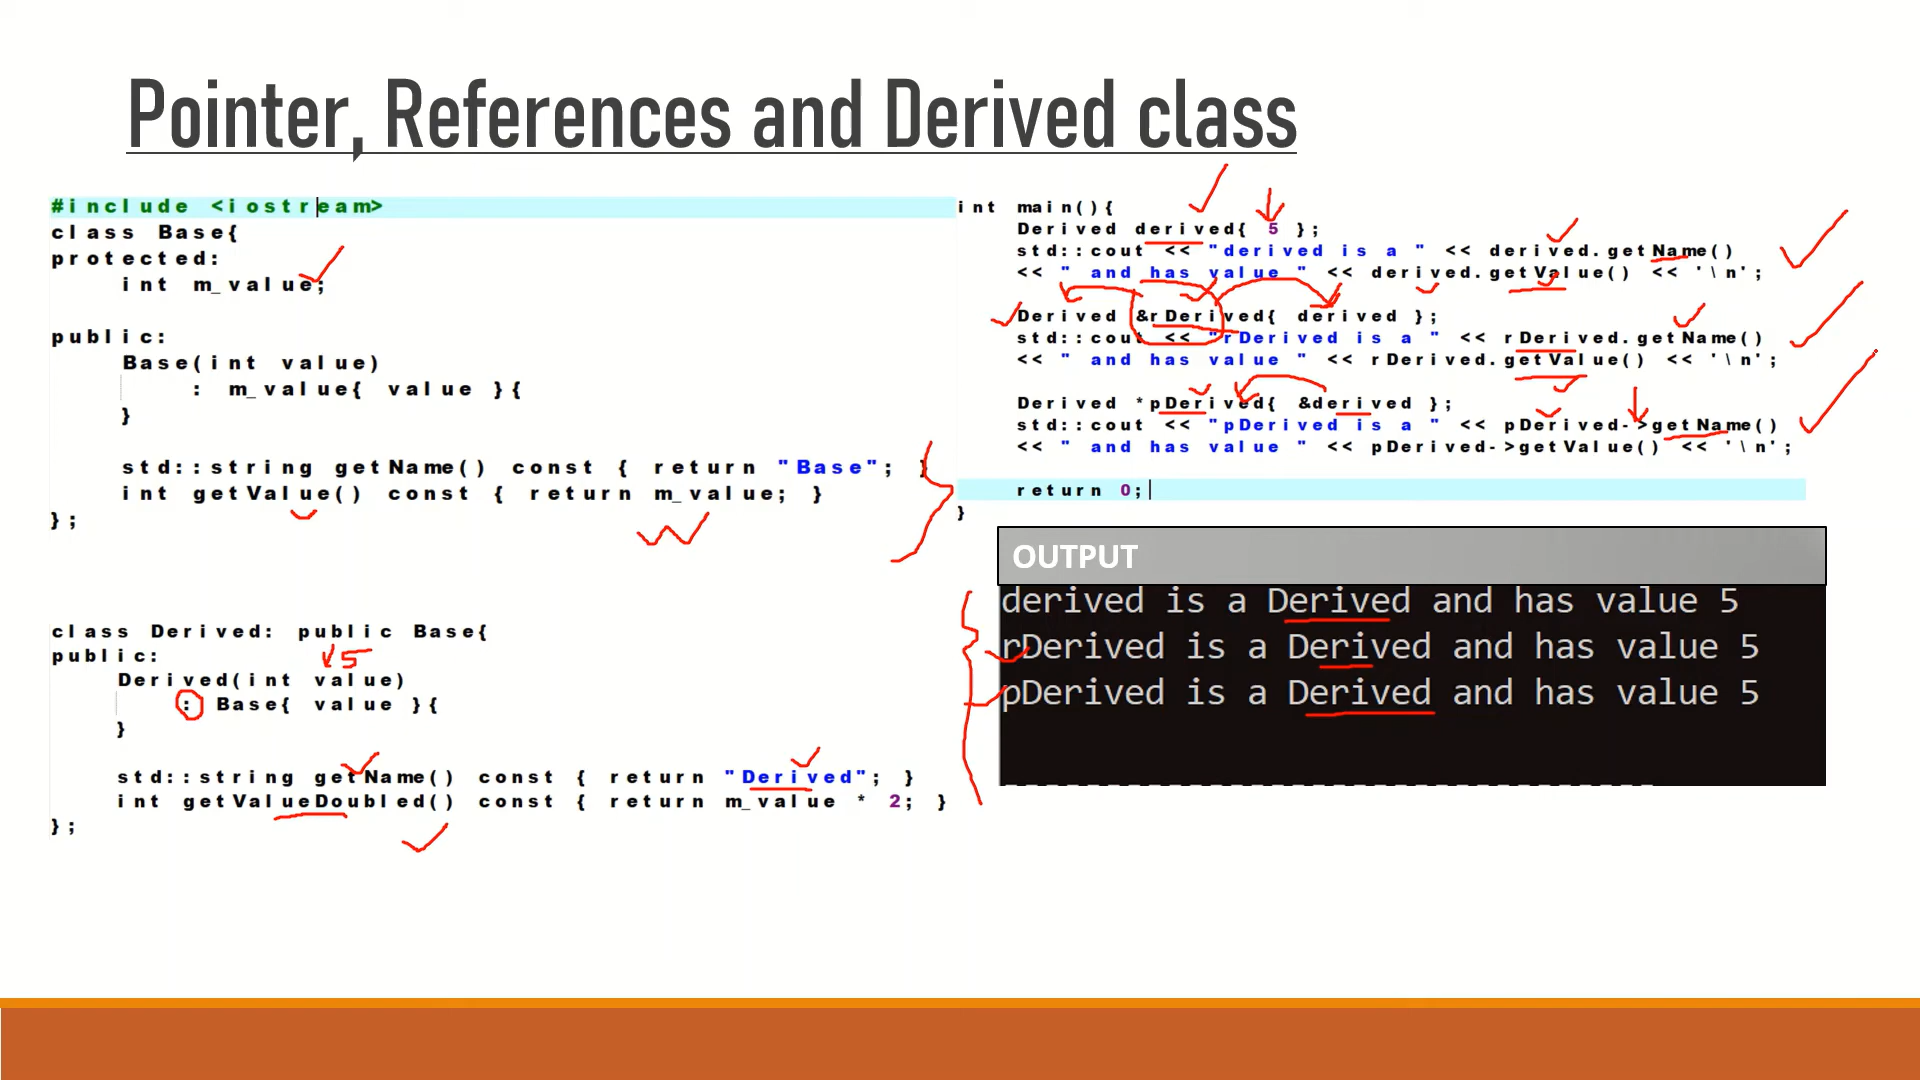 Pointer, References and Derived class
#include <iostream>
class Base{
protected:
int m_value;
public:
Base(int value)
: m_value{ value }{
}
std::string getName() const { return "Base"; }
int getValue() const { return m_value; }
};
class Derived: public Base{
public:
5
Derived(int value)
: Base{ value }{
}
std::string getName() const { return "Derived"; }
int getValueDoubled() const { return m_value * 2; }
};
int main(){
Derived derived{ 5 };
std::cout << "derived is a " << derived.getName()
<< " and has value " << derived.getValue() << '\n';
Derived &rDerived{ derived };
std::cout << "rDerived is a " << rDerived.getName()
<< " and has value " << rDerived.getValue() << '\n';
Derived *pDerived{ &derived };
std::cout << "pDerived is a " << pDerived->getName()
<< " and has value " << pDerived->getValue() << '\n';
return 0;
}
OUTPUT
derived is a Derived and has value 5
rDerived is a Derived and has value 5
pDerived is a Derived and has value 5